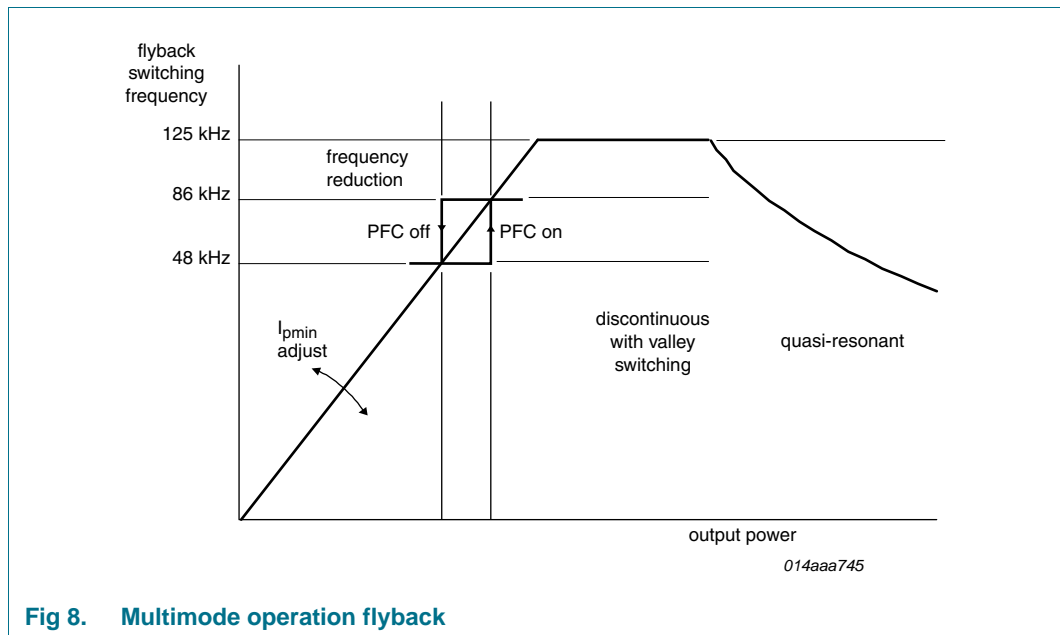 flyback
switching
frequency
125 kHz
frequency
reduction
86 kHz
PFC off
PFC on
48 kHz
Ipmin
adjust
discontinuous
with valley
switching
quasi-resonant
output power
014aaa745
Fig 8. Multimode operation flyback